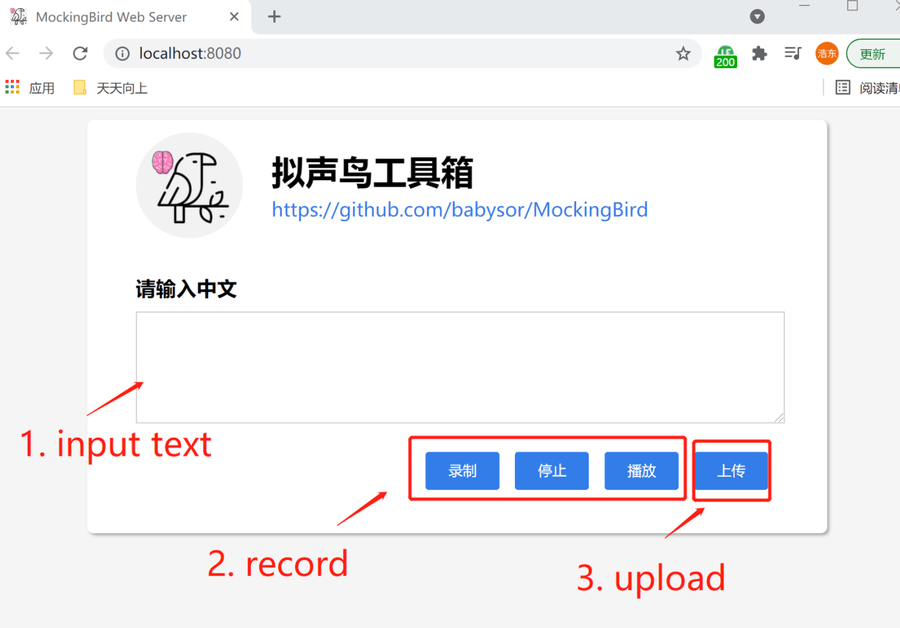 MockingBird Web Server
localhost:8080
200
浩东
更新
应用
天天向上
阅读清
拟声鸟工具箱
https://github.com/babysor/MockingBird
请输入中文
1. input text
录制
停止
播放
上传
2. record
3. upload